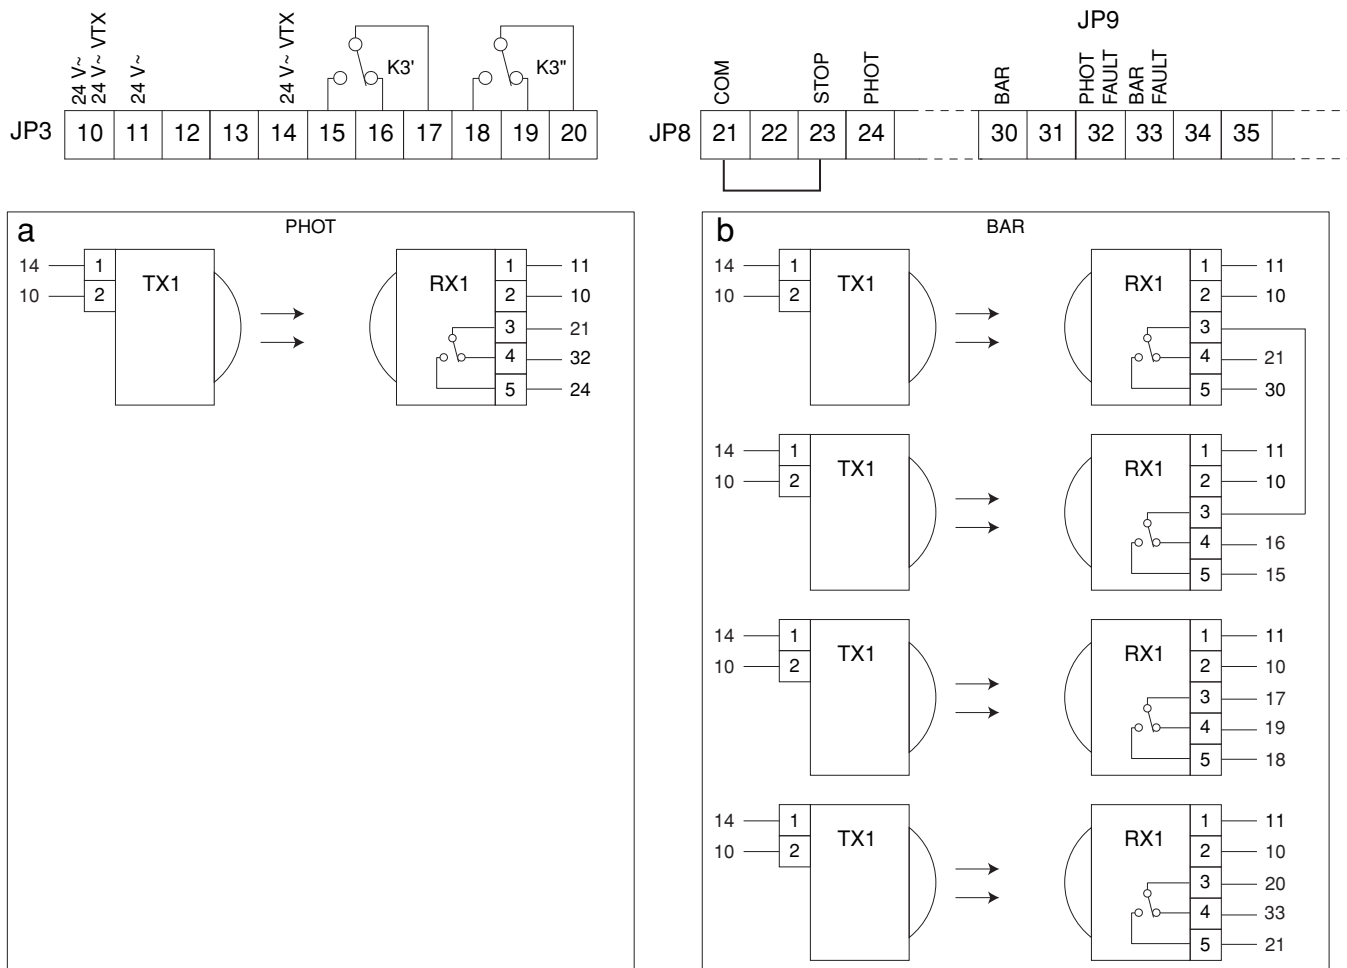 JP9
24 V~
24 V~ VTX
24 V~
24 V~ VTX
K3'
K3"
COM
STOP
PHOT
BAR
PHOT
FAULT
BAR
FAULT
JP3 10 11 12 13 14 15 16 17 18 19 20
JP8 21 22 23 24 30 31 32 33 34 35
a PHOT
14 1 TX1 RX1 1 11
10 2 2 10
3 21
4 32
5 24
b BAR
14 1 TX1 RX1 1 11
10 2 2 10
3
4 21
5 30
14 1 TX1 RX1 1 11
10 2 2 10
3
4 16
5 15
14 1 TX1 RX1 1 11
10 2 2 10
3 17
4 19
5 18
14 1 TX1 RX1 1 11
10 2 2 10
3 20
4 33
5 21